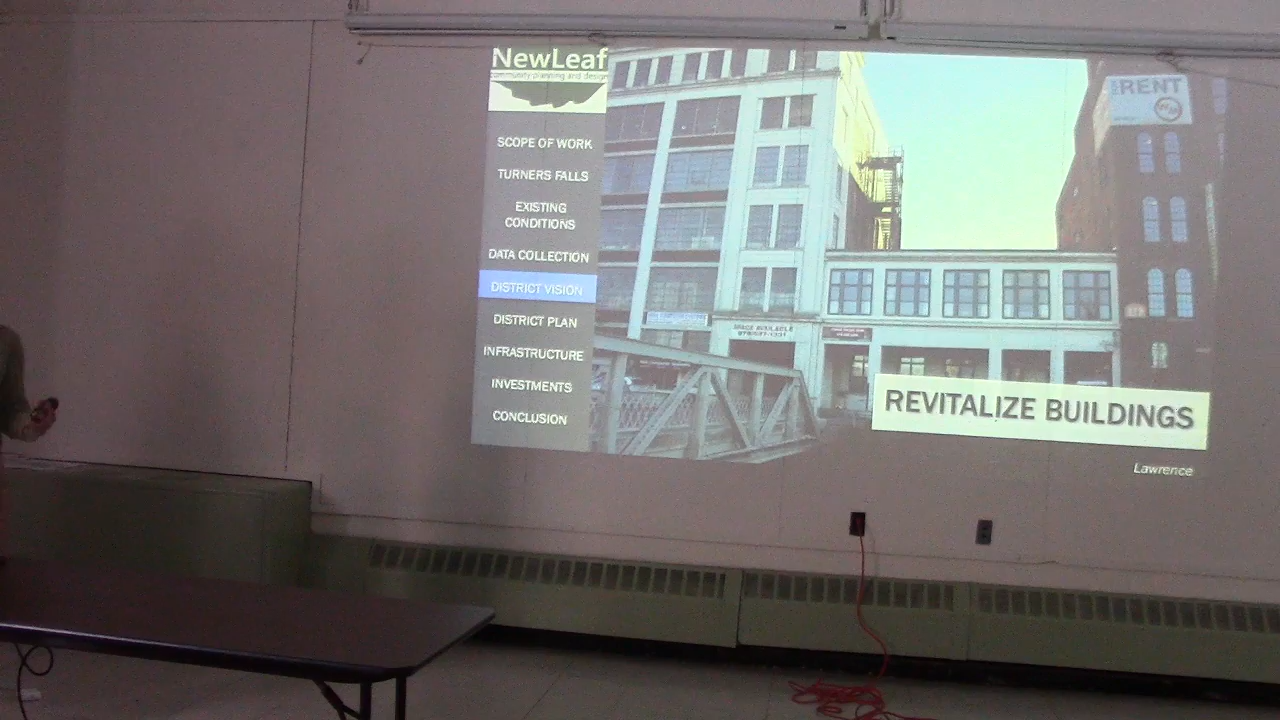 NewLeaf
community planning and design
SCOPE OF WORK
TURNERS FALLS
EXISTING
CONDITIONS
DATA COLLECTION
DISTRICT VISION
DISTRICT PLAN
INFRASTRUCTURE
INVESTMENTS
CONCLUSION
RENT
SPACE AVAILABLE
REVITALIZE BUILDINGS
Lawrence